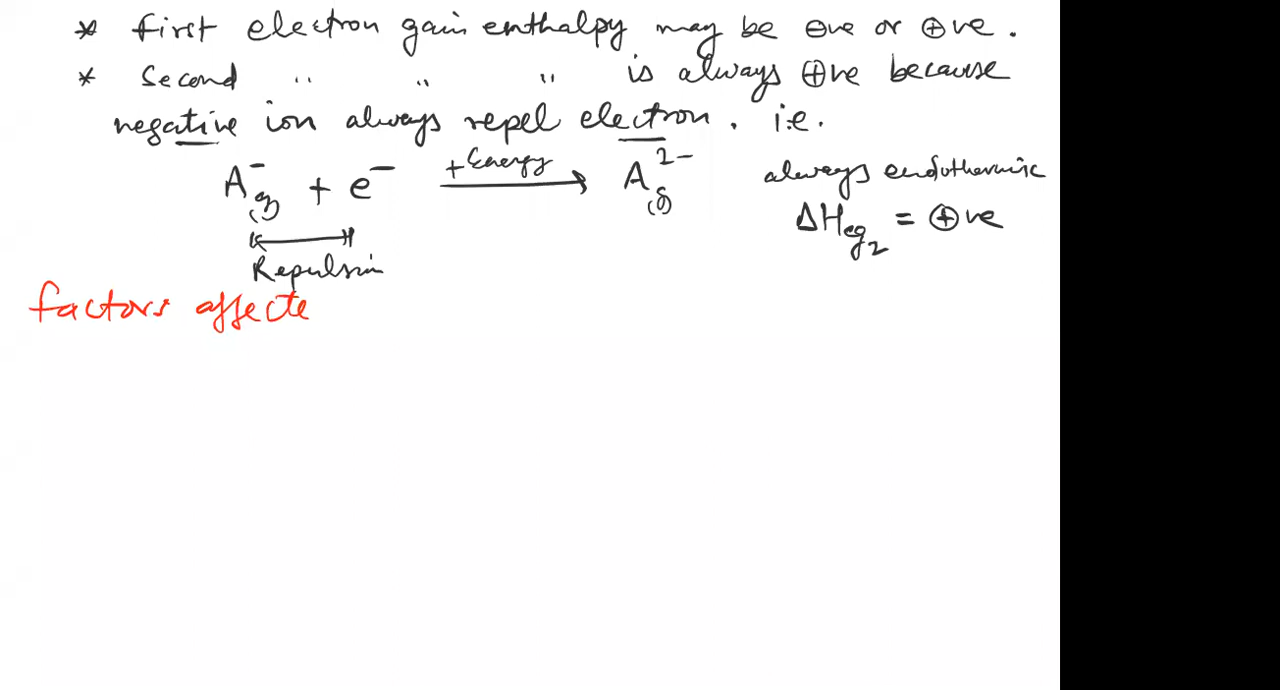 * first electron gain enthalpy may be ⊖ve or ⊕ve.
* Second " " " is always ⊕ve because
negative ion always repel electron. i.e.
A⁻(g) + e⁻ +Energy → A²⁻(g) always endothermic
ΔHeg₂ = ⊕ve
Repulsion
factors affecte